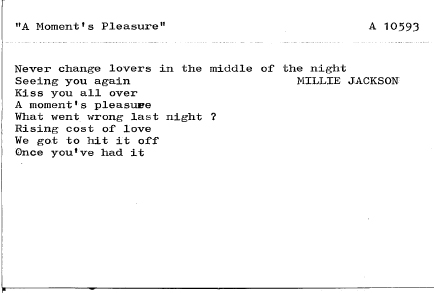 "A Moment's Pleasure" A 10593
Never change lovers in the middle of the night
Seeing you again MILLIE JACKSON
Kiss you all over
A moment's pleasure
What went wrong last night ?
Rising cost of love
We got to hit it off
Once you've had it